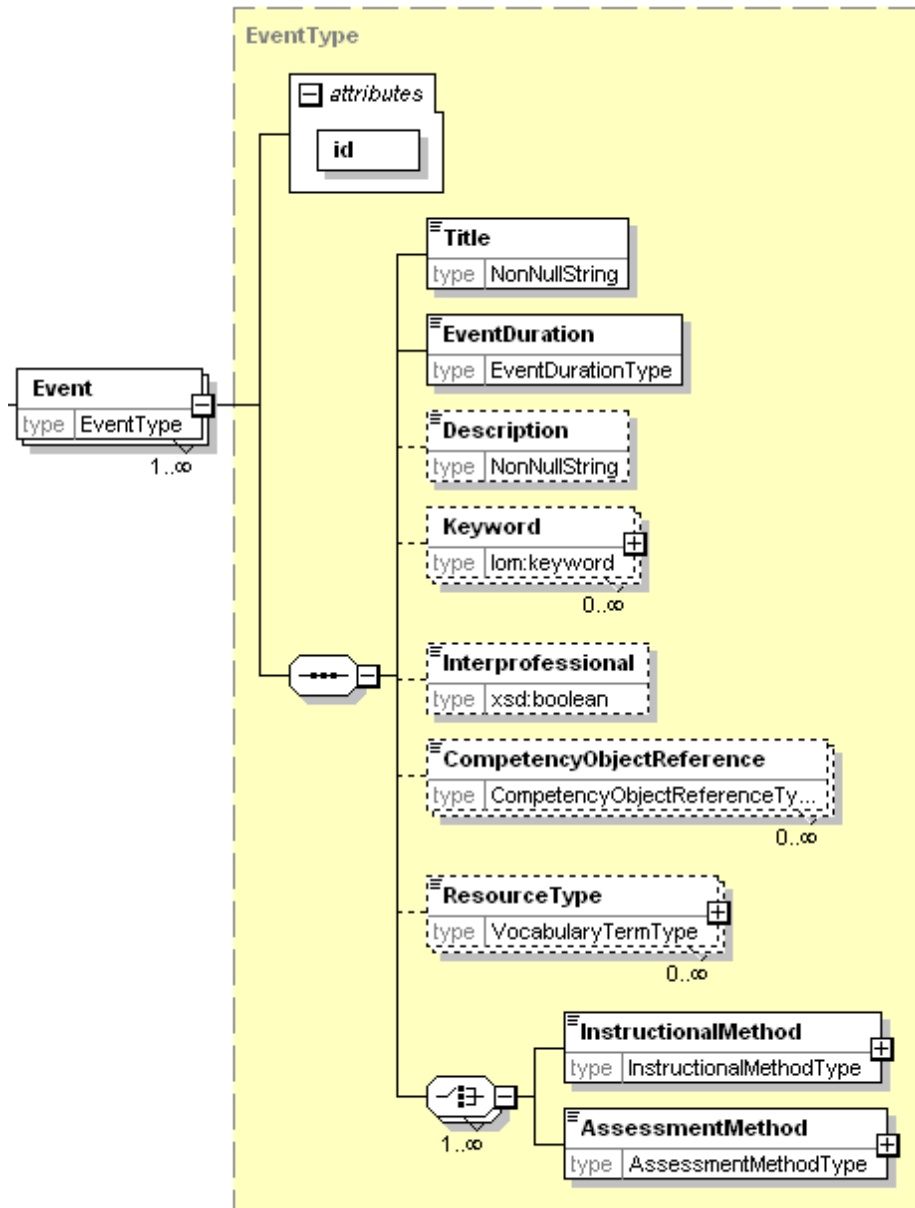 EventType
attributes
id
Title
type NonNullString
EventDuration
type EventDurationType
Event
type EventType
1..∞
Description
type NonNullString
Keyword
type lom:keyword
0..∞
Interprofessional
type xsd:boolean
CompetencyObjectReference
type CompetencyObjectReferenceTy...
0..∞
ResourceType
type VocabularyTermType
0..∞
InstructionalMethod
type InstructionalMethodType
1..∞
AssessmentMethod
type AssessmentMethodType